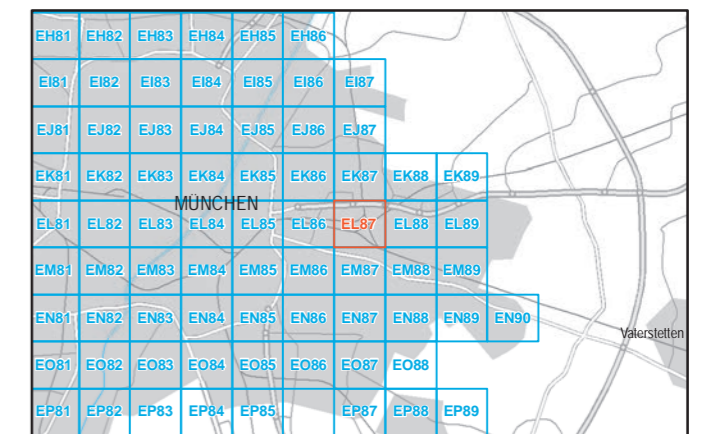 EH81 EH82 EH83 EH84 EH85 EH86
EI81 EI82 EI83 EI84 EI85 EI86 EI87
EJ81 EJ82 EJ83 EJ84 EJ85 EJ86 EJ87
EK81 EK82 EK83 EK84 EK85 EK86 EK87 EK88 EK89
MÜNCHEN
EL81 EL82 EL83 EL84 EL85 EL86 EL87 EL88 EL89
EM81 EM82 EM83 EM84 EM85 EM86 EM87 EM88 EM89
EN81 EN82 EN83 EN84 EN85 EN86 EN87 EN88 EN89 EN90
Vaterstetten
EO81 EO82 EO83 EO84 EO85 EO86 EO87 EO88
EP81 EP82 EP83 EP84 EP85 EP87 EP88 EP89